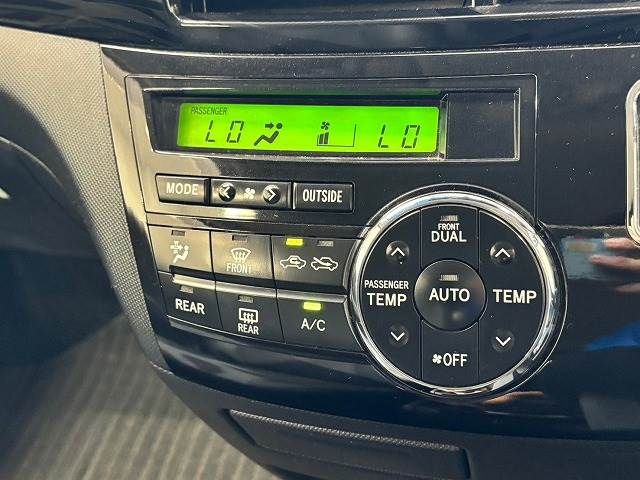 PASSENGER
LO LO
MODE OUTSIDE
FRONT
DUAL
FRONT
PASSENGER
TEMP AUTO TEMP
REAR REAR A/C
OFF